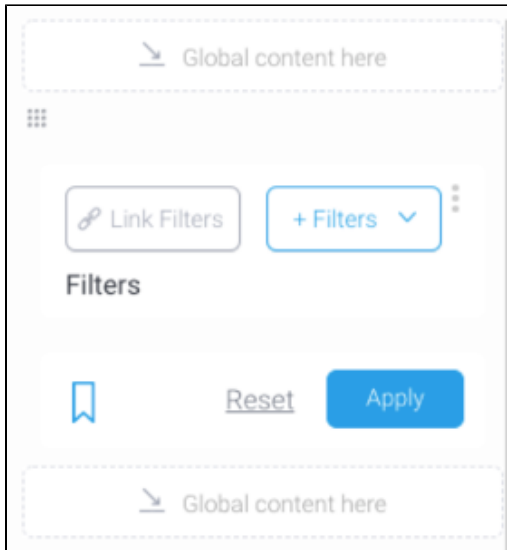 Global content here
Link Filters
+ Filters
Filters
Reset
Apply
Global content here